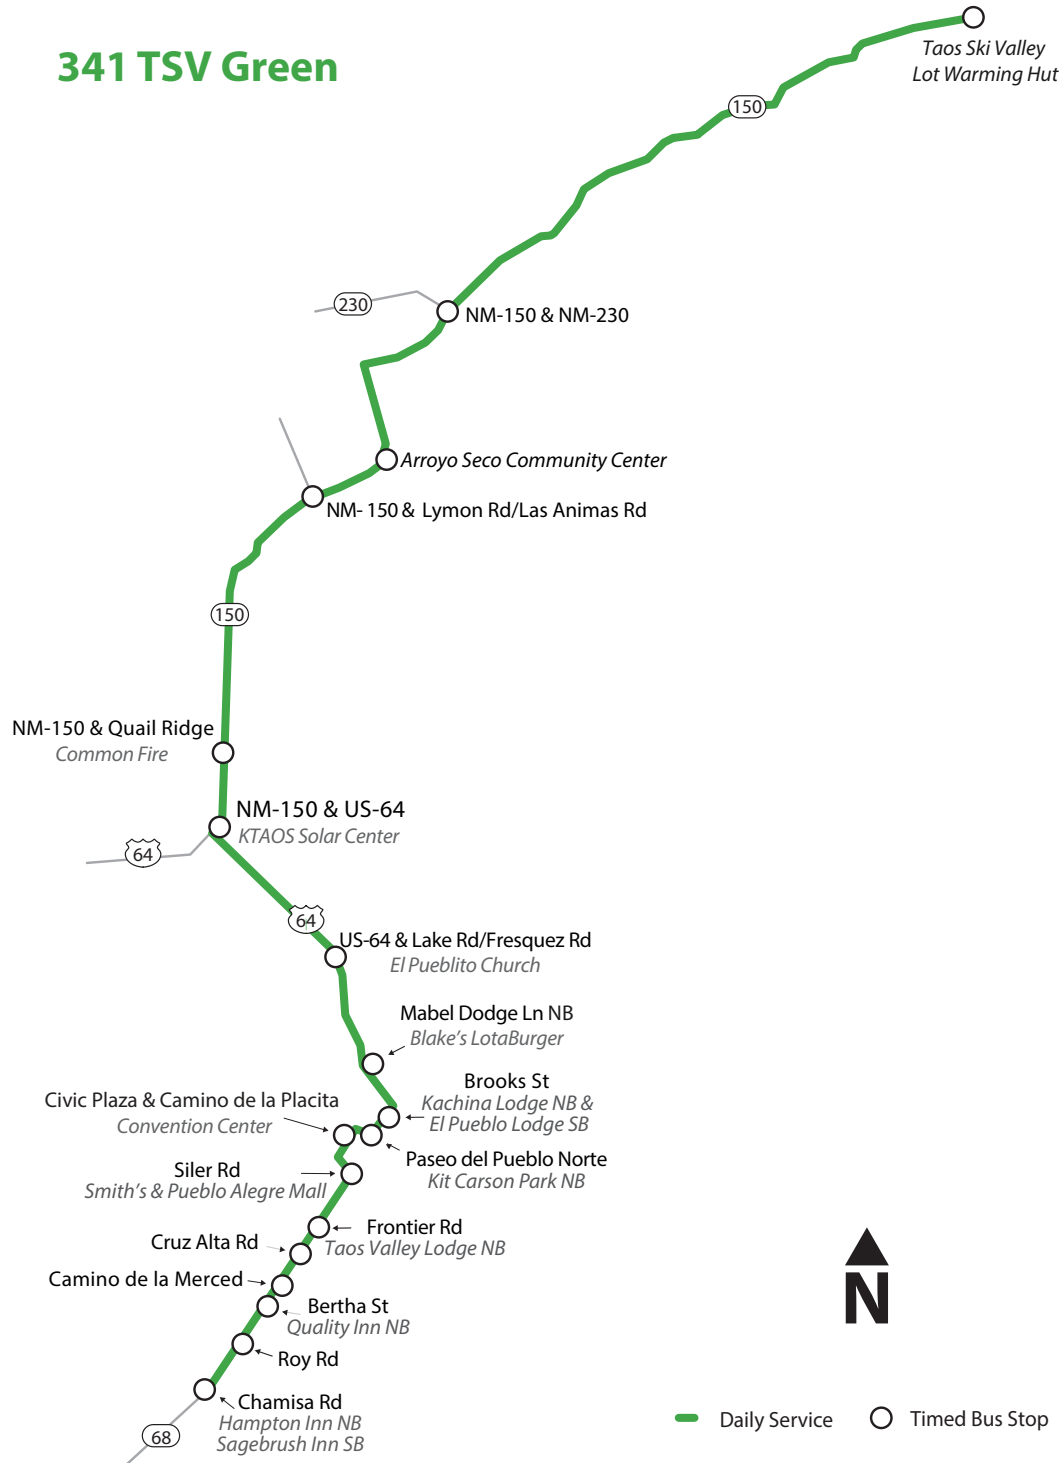 341 TSV Green
Taos Ski Valley
Lot Warming Hut
150
230
NM-150 & NM-230
Arroyo Seco Community Center
NM- 150 & Lymon Rd/Las Animas Rd
150
NM-150 & Quail Ridge
Common Fire
NM-150 & US-64
KTAOS Solar Center
64
64
US-64 & Lake Rd/Fresquez Rd
El Pueblito Church
Mabel Dodge Ln NB
Blake's LotaBurger
Brooks St
Kachina Lodge NB &
El Pueblo Lodge SB
Civic Plaza & Camino de la Placita
Convention Center
Paseo del Pueblo Norte
Kit Carson Park NB
Siler Rd
Smith's & Pueblo Alegre Mall
Frontier Rd
Taos Valley Lodge NB
Cruz Alta Rd
Camino de la Merced
Bertha St
Quality Inn NB
Roy Rd
Chamisa Rd
Hampton Inn NB
Sagebrush Inn SB
68
N
Daily Service
Timed Bus Stop